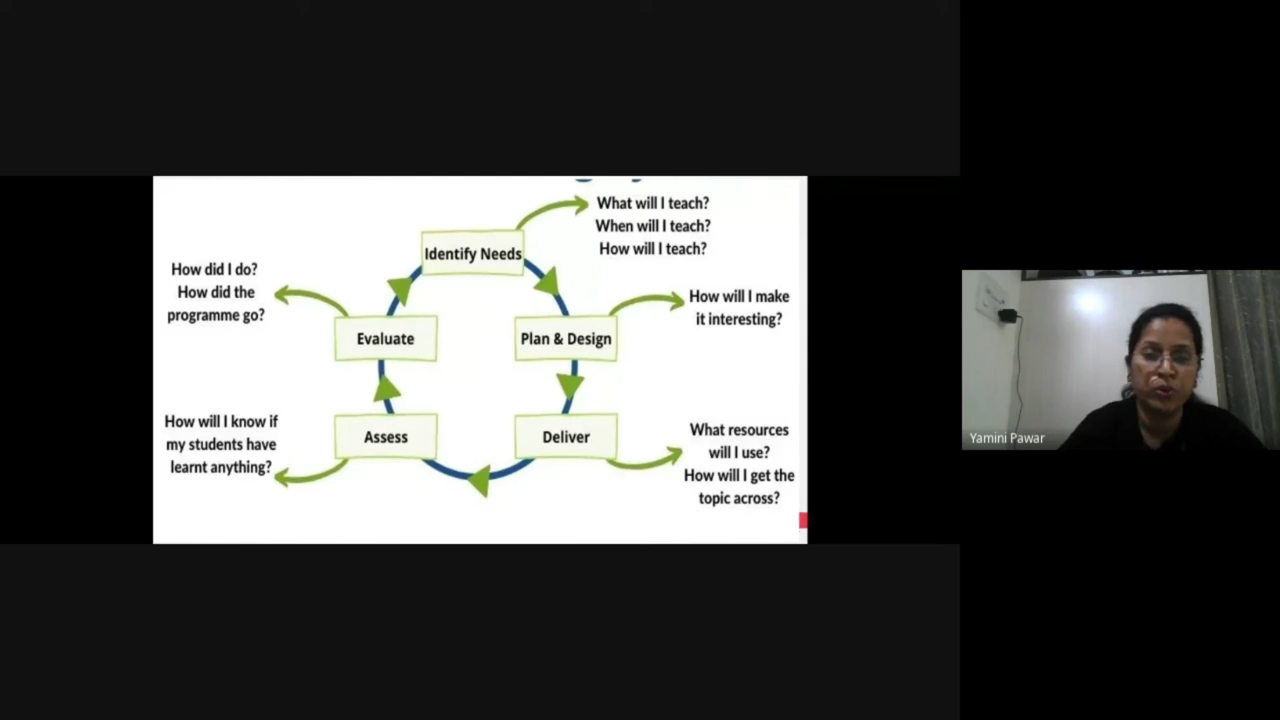 What will I teach?
When will I teach?
How will I teach?
Identify Needs
How did I do?
How did the
programme go?
How will I make
it interesting?
Evaluate
Plan & Design
How will I know if
my students have
learnt anything?
Assess
Deliver
What resources
will I use?
How will I get the
topic across?
Yamini Pawar